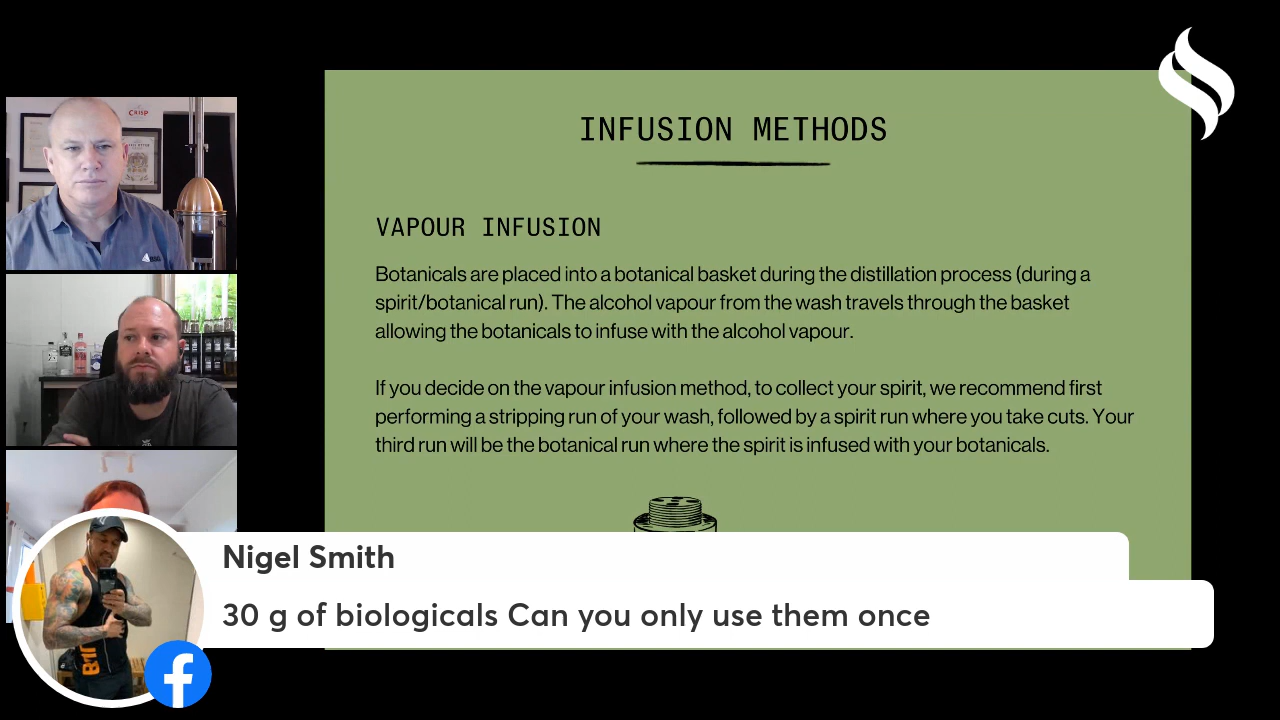 INFUSION METHODS
VAPOUR INFUSION
Botanicals are placed into a botanical basket during the distillation process (during a
spirit/botanical run). The alcohol vapour from the wash travels through the basket
allowing the botanicals to infuse with the alcohol vapour.
If you decide on the vapour infusion method, to collect your spirit, we recommend first
performing a stripping run of your wash, followed by a spirit run where you take cuts. Your
third run will be the botanical run where the spirit is infused with your botanicals.
CRISP
Nigel Smith
30 g of biologicals Can you only use them once